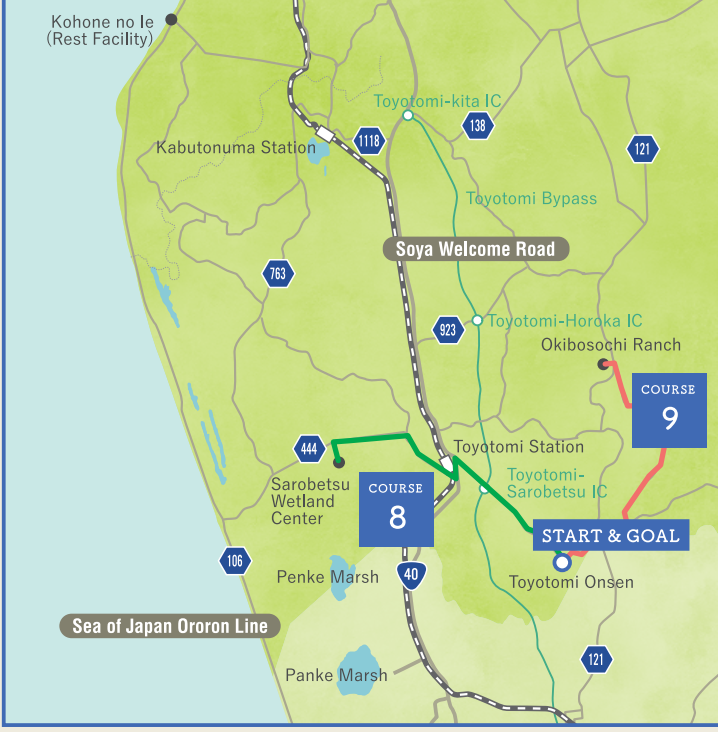 Kohone no Ie
(Rest Facility)
Toyotomi-kita IC
138
1118
Kabutonuma Station
121
Toyotomi Bypass
Soya Welcome Road
763
923
Toyotomi-Horoka IC
Okibosochi Ranch
COURSE
9
Toyotomi Station
444
Sarobetsu
Wetland
Center
Toyotomi-
Sarobetsu IC
COURSE
8
START & GOAL
106
Penke Marsh
40
Toyotomi Onsen
Sea of Japan Ororon Line
121
Panke Marsh